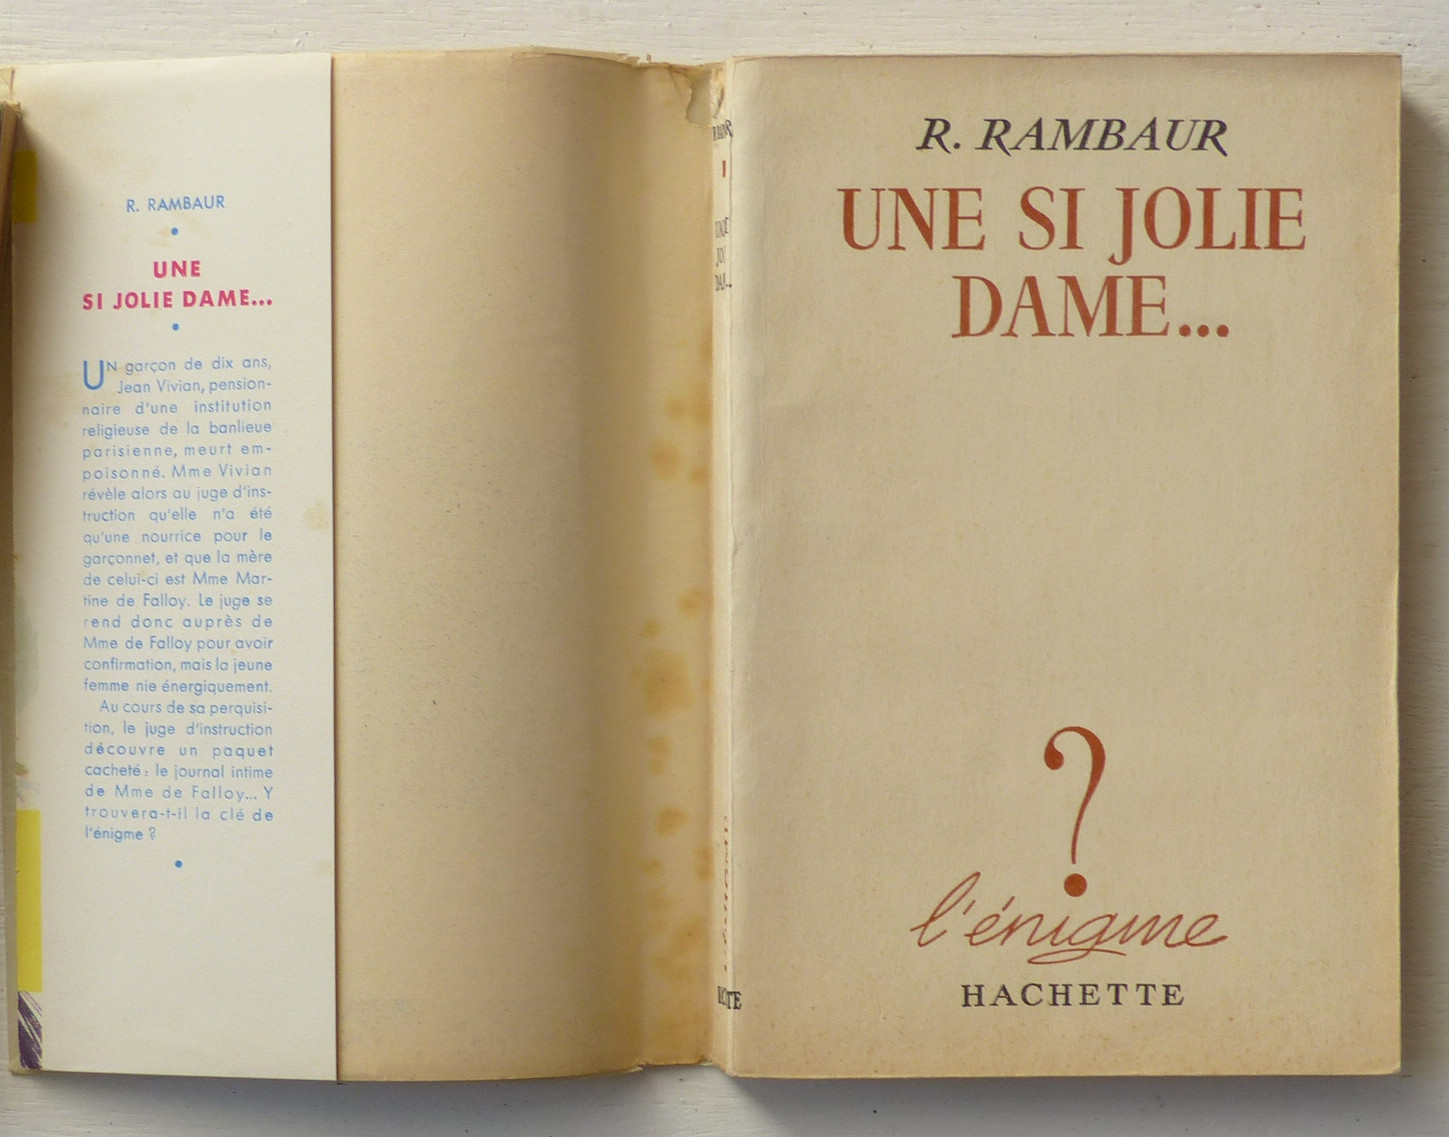 R. RAMBAUR
UNE
SI JOLIE DAME...
UN garçon de dix ans,
Jean Vivian, pension-
naire d'une institution
religieuse de la banlieue
parisienne, meurt em-
poisonné. Mme Vivian
révèle alors au juge d'ins-
truction qu'elle n'a été
qu'une nourrice pour le
garçonnet, et que la mère
de celui-ci est Mme Mar-
tine de Falloy. Le juge se
rend donc auprès de
Mme de Falloy pour avoir
confirmation, mais la jeune
femme nie énergiquement.
Au cours de sa perquisi-
tion, le juge d'instruction
découvre un paquet
cacheté : le journal intime
de Mme de Falloy... Y
trouvera-t-il la clé de
l'énigme ?
R. RAMBAUR
UNE SI JOLIE
DAME...
?
l'énigme
HACHETTE